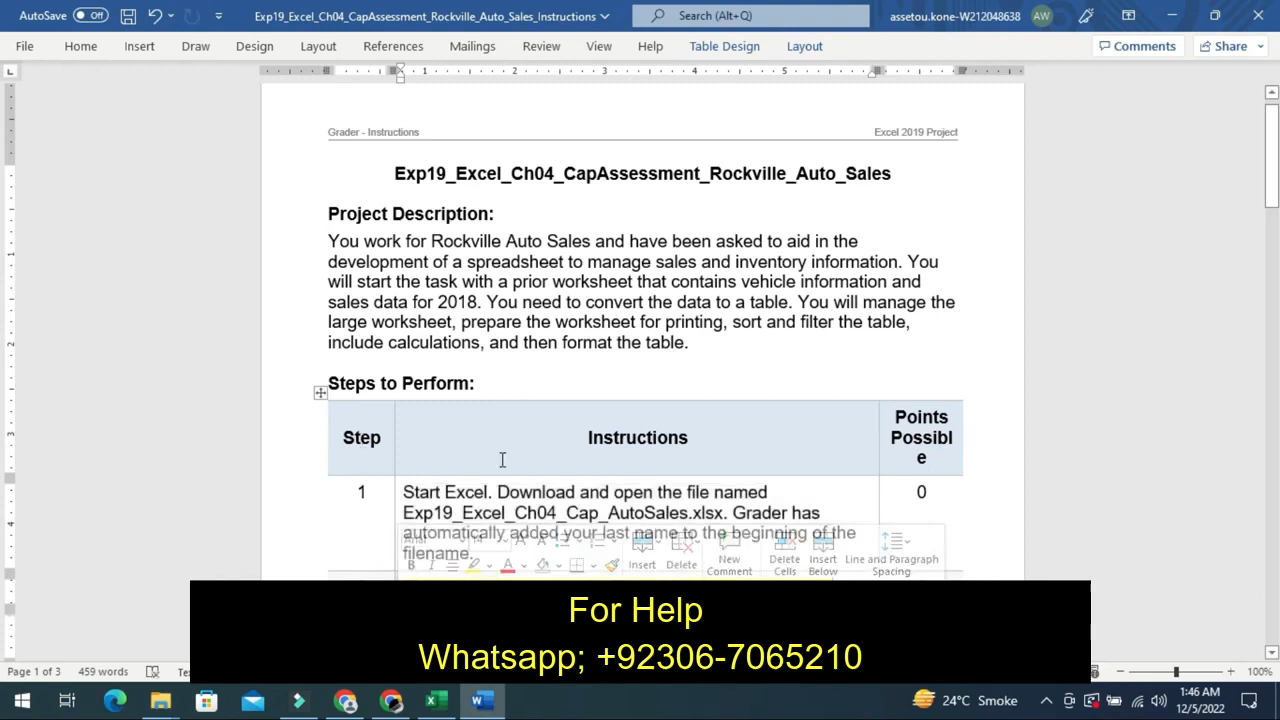 AutoSave Off Exp19_Excel_Ch04_CapAssessment_Rockville_Auto_Sales_Instructions Search (Alt+Q) assetou.kone-W212048638 AW
File Home Insert Draw Design Layout References Mailings Review View Help Table Design Layout Comments Share
1 2 3 4 5 7
Grader - Instructions Excel 2019 Project
Exp19_Excel_Ch04_CapAssessment_Rockville_Auto_Sales
Project Description:
You work for Rockville Auto Sales and have been asked to aid in the
development of a spreadsheet to manage sales and inventory information. You
will start the task with a prior worksheet that contains vehicle information and
sales data for 2018. You need to convert the data to a table. You will manage the
large worksheet, prepare the worksheet for printing, sort and filter the table,
include calculations, and then format the table.
Steps to Perform:
Step Instructions Points
Possibl
e
1 Start Excel. Download and open the file named 0
Exp19_Excel_Ch04_Cap_AutoSales.xlsx. Grader has
automatically added your last name to the beginning of the
filename.
Insert Delete New
Comment Delete
Cells Insert
Below Line and Paragraph
Spacing
For Help
Whatsapp; +92306-7065210
Page 1 of 3 459 words 100%
24°C Smoke 1:46 AM
12/5/2022